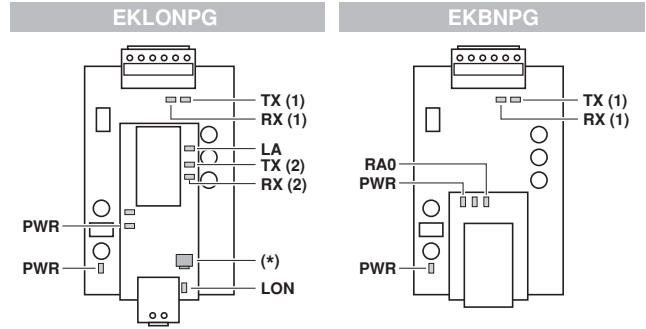 EKLONPG
EKBNPG
TX (1)
RX (1)
LA
TX (2)
RX (2)
PWR
PWR
(*)
LON
TX (1)
RX (1)
RA0
PWR
PWR